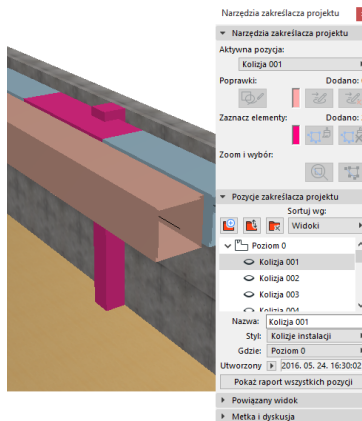 Narzędzia zakreślacza projektu
Narzędzia zakreślacza projektu
Aktywna pozycja:
Kolizja 001
Poprawki: Dodano:
Zaznacz elementy: Dodano:
Zoom i wybór:
Pozycje zakreślacza projektu
Sortuj wg:
Widoki
Poziom 0
Kolizja 001
Kolizja 002
Kolizja 003
Kolizja 004
Nazwa: Kolizja 001
Styl: Kolizje instalacji
Gdzie: Poziom 0
Utworzony 2016. 05. 24. 16:30:02
Pokaż raport wszystkich pozycji
Powiązany widok
Metka i dyskusja